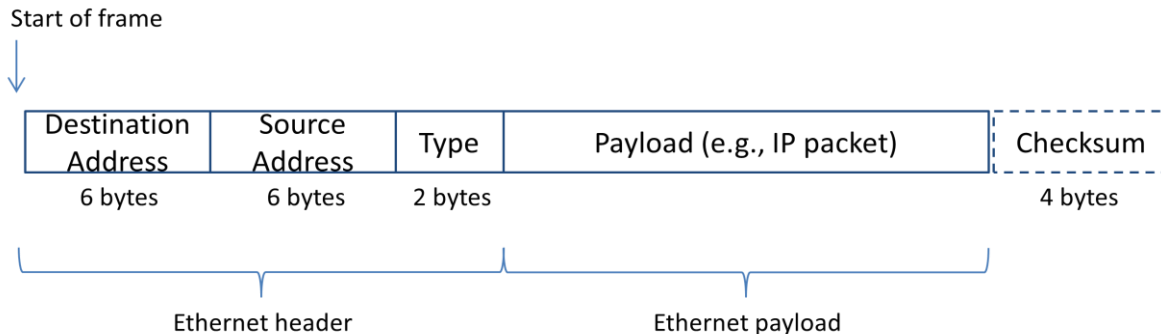 Start of frame
Destination Address
Source Address
Type
Payload (e.g., IP packet)
Checksum
6 bytes
6 bytes
2 bytes
4 bytes
Ethernet header
Ethernet payload